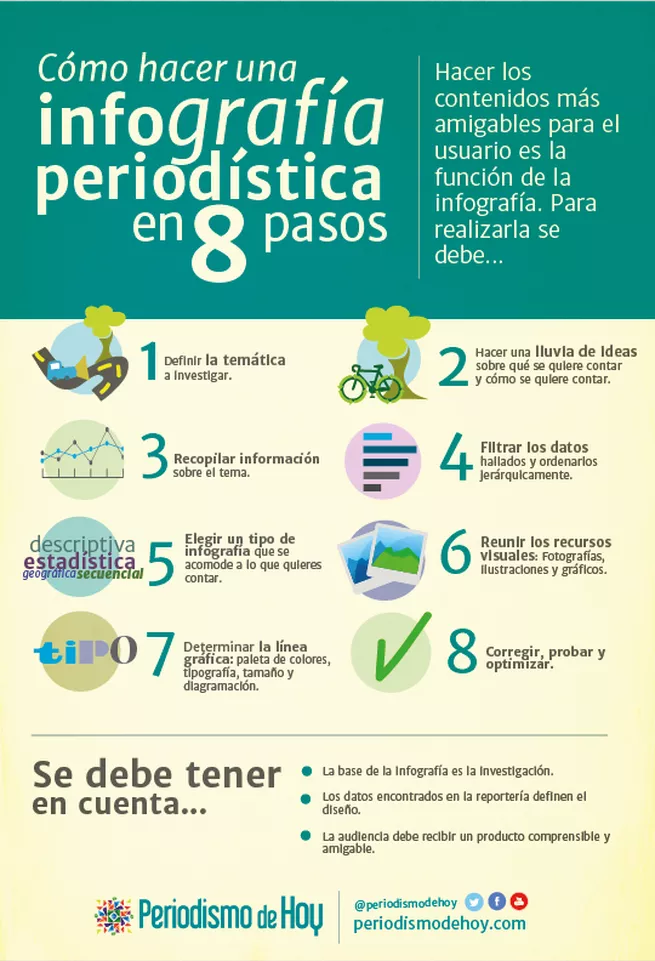 Cómo hacer una
infografía
periodística
en 8 pasos
Hacer los
contenidos más
amigables para el
usuario es la
función de la
infografía. Para
realizarla se
debe...
1
Definir la temática
a investigar.
2
Hacer una lluvia de ideas
sobre qué se quiere contar
y cómo se quiere contar.
3
Recopilar información
sobre el tema.
4
Filtrar los datos
hallados y ordenarlos
jerárquicamente.
descriptiva
estadística
geográfica secuencial
5
Elegir un tipo de
infografía que se
acomode a lo que quieres
contar.
6
Reunir los recursos
visuales: Fotografías,
ilustraciones y gráficos.
tiPO
7
Determinar la línea
gráfica: paleta de colores,
tipografía, tamaño y
diagramación.
8
Corregir, probar y
optimizar.
Se debe tener
en cuenta...
La base de la infografía es la investigación.
Los datos encontrados en la reportería definen el
diseño.
La audiencia debe recibir un producto comprensible y
amigable.
Periodismo de Hoy
@periodismodehoy
periodismodehoy.com